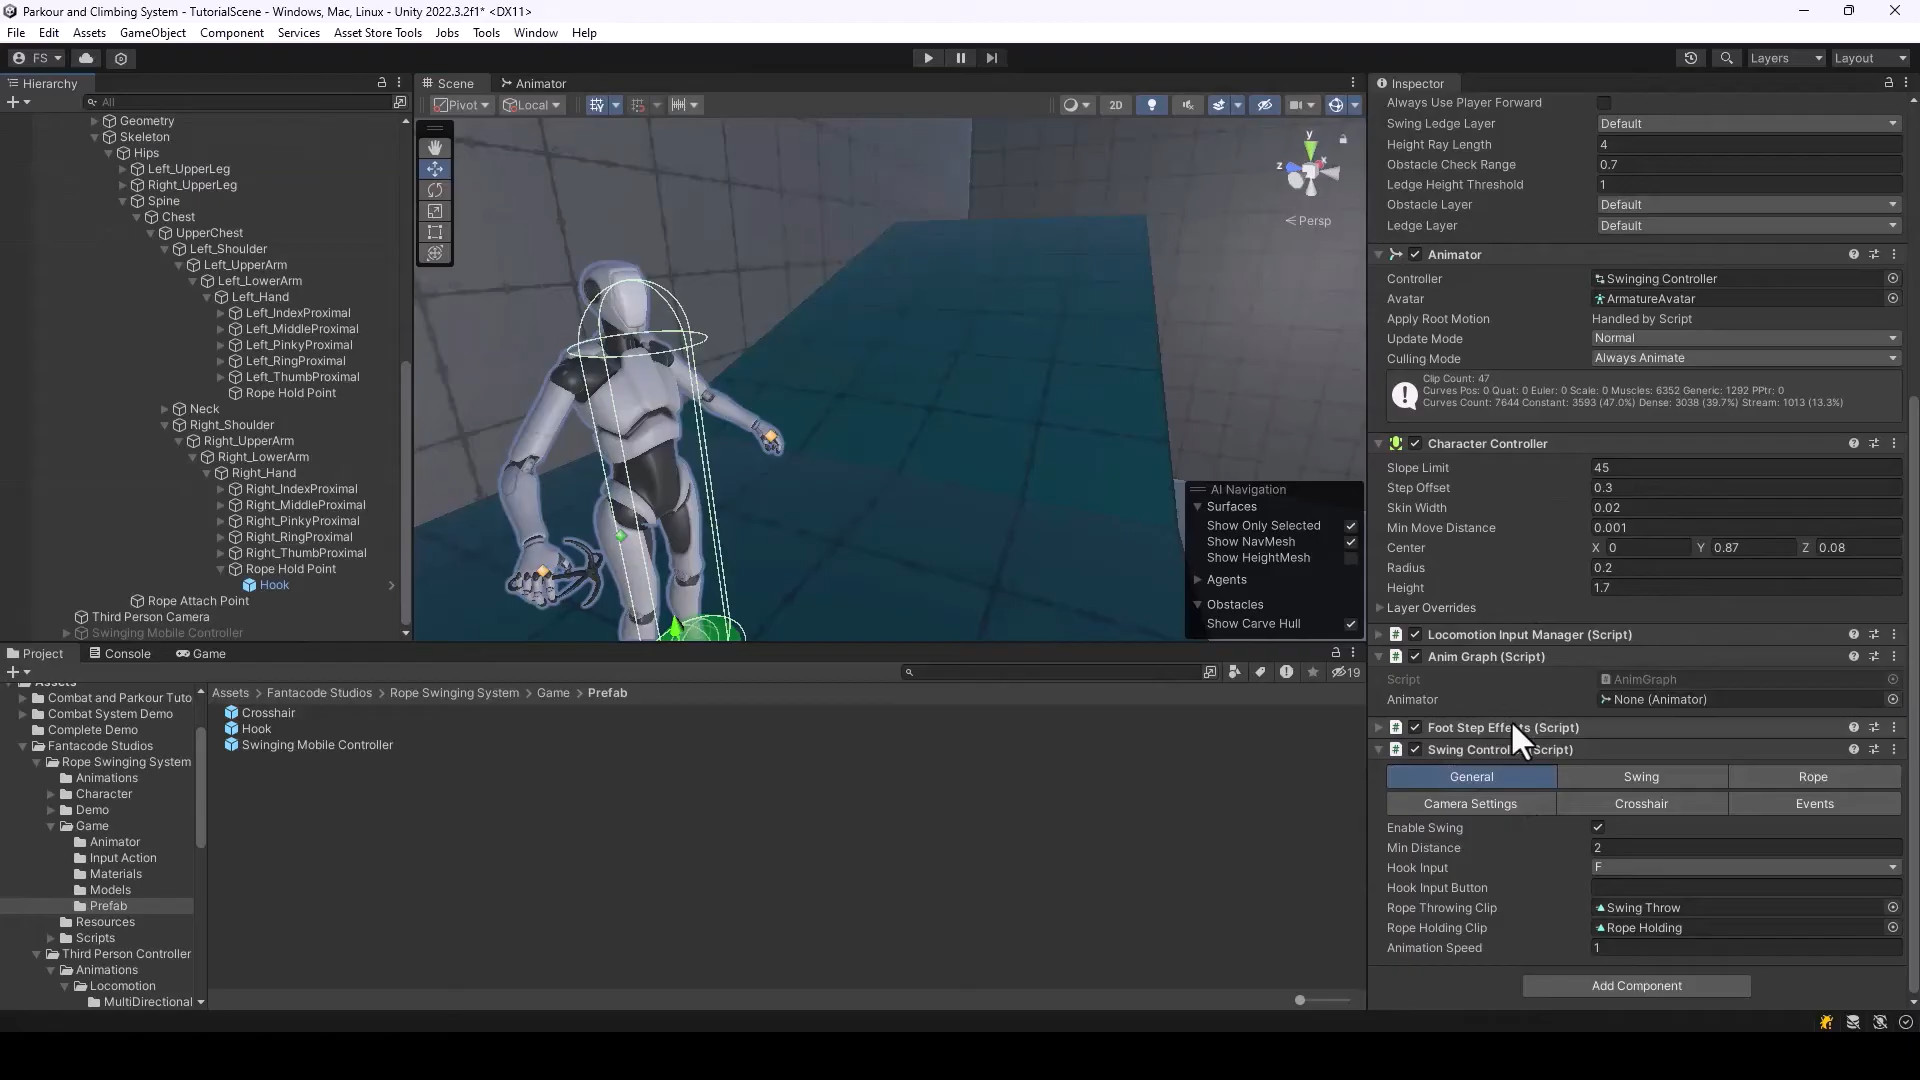 Parkour and Climbing System - TutorialScene - Windows, Mac, Linux - Unity 2022.3.2f1* <DX11>
File Edit Assets GameObject Component Services Asset Store Tools Jobs Tools Window Help
FS Layers Layout
Hierarchy
All
Geometry
Skeleton
Hips
Left_UpperLeg
Right_UpperLeg
Spine
Chest
UpperChest
Left_Shoulder
Left_UpperArm
Left_LowerArm
Left_Hand
Left_IndexProximal
Left_MiddleProximal
Left_PinkyProximal
Left_RingProximal
Left_ThumbProximal
Rope Hold Point
Neck
Right_Shoulder
Right_UpperArm
Right_LowerArm
Right_Hand
Right_IndexProximal
Right_MiddleProximal
Right_PinkyProximal
Right_RingProximal
Right_ThumbProximal
Rope Hold Point
Hook
Rope Attach Point
Third Person Camera
Swinging Mobile Controller
Scene Animator
Pivot Local 2D
y
x
z
Persp
AI Navigation
Surfaces
Show Only Selected
Show NavMesh
Show HeightMesh
Agents
Obstacles
Show Carve Hull
Project Console Game
19
Assets
Combat and Parkour Tuto
Combat System Demo
Complete Demo
Fantacode Studios
Rope Swinging System
Animations
Character
Demo
Game
Animator
Input Action
Materials
Models
Prefab
Resources
Scripts
Third Person Controller
Animations
Locomotion
MultiDirectional
Assets > Fantacode Studios > Rope Swinging System > Game > Prefab
Crosshair
Hook
Swinging Mobile Controller
Inspector
Always Use Player Forward
Swing Ledge Layer Default
Height Ray Length 4
Obstacle Check Range 0.7
Ledge Height Threshold 1
Obstacle Layer Default
Ledge Layer Default
Animator
Controller Swinging Controller
Avatar ArmatureAvatar
Apply Root Motion Handled by Script
Update Mode Normal
Culling Mode Always Animate
Clip Count: 47
Curves Pos: 0 Quat: 0 Euler: 0 Scale: 0 Muscles: 6352 Generic: 1292 PPtr: 0
Curves Count: 7644 Constant: 3593 (47.0%) Dense: 3038 (39.7%) Stream: 1013 (13.3%)
Character Controller
Slope Limit 45
Step Offset 0.3
Skin Width 0.02
Min Move Distance 0.001
Center X 0 Y 0.87 Z 0.08
Radius 0.2
Height 1.7
Layer Overrides
Locomotion Input Manager (Script)
Anim Graph (Script)
Script AnimGraph
Animator None (Animator)
Foot Step Effects (Script)
Swing Control (Script)
General Swing Rope
Camera Settings Crosshair Events
Enable Swing
Min Distance 2
Hook Input F
Hook Input Button
Rope Throwing Clip Swing Throw
Rope Holding Clip Rope Holding
Animation Speed 1
Add Component